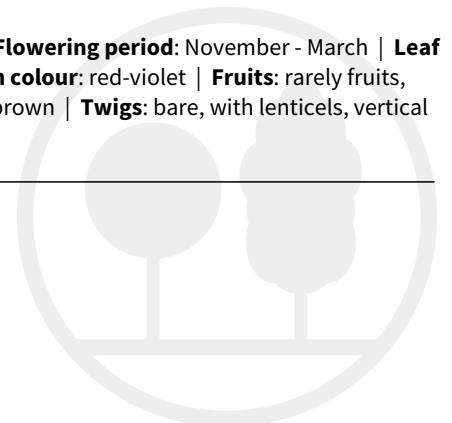 Flowering period: November - March | Leaf
n colour: red-violet | Fruits: rarely fruits,
brown | Twigs: bare, with lenticels, vertical